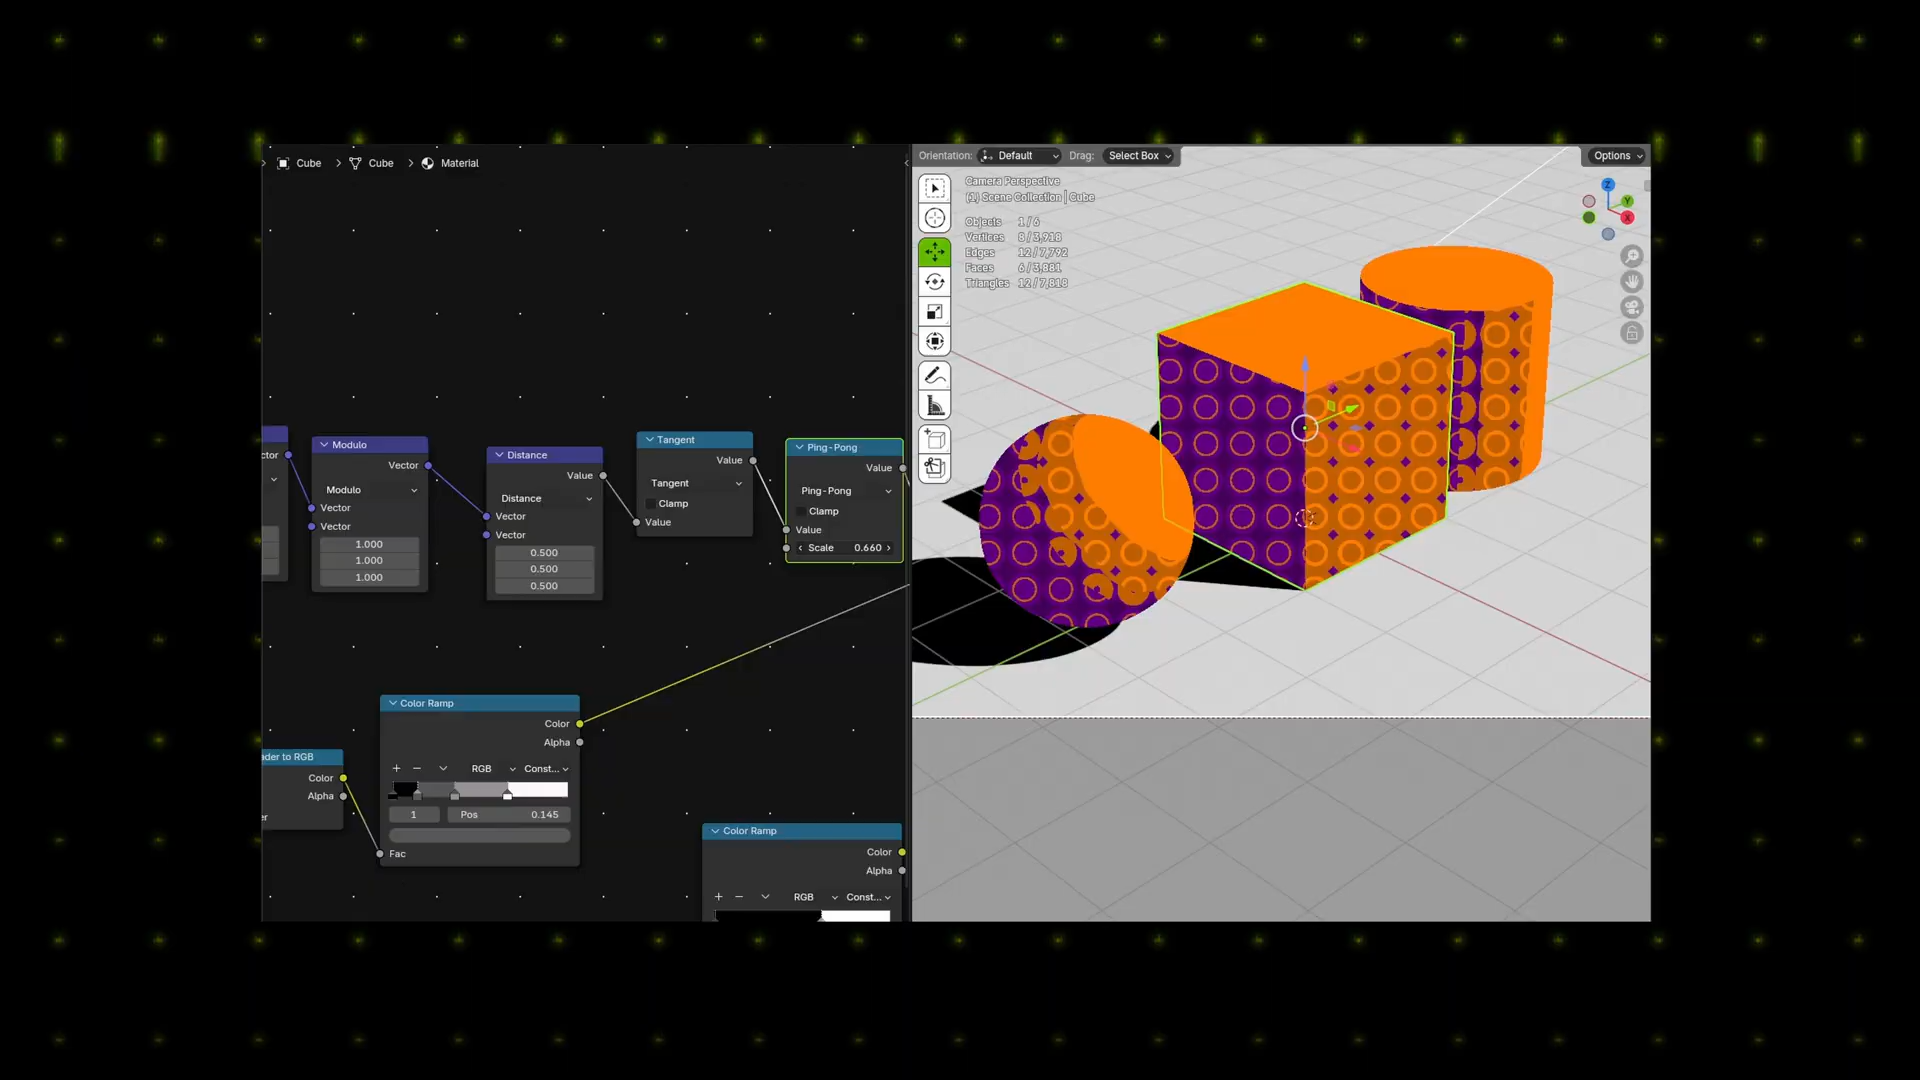 Cube > Cube > Material
ctor
Modulo
Vector
Modulo
Vector
Vector
1.000
1.000
1.000
Distance
Value
Distance
Vector
Vector
0.500
0.500
0.500
Tangent
Value
Tangent
Clamp
Value
Ping-Pong
Value
Ping-Pong
Clamp
Value
Scale 0.660
ader to RGB
Color
Alpha
er
Color Ramp
Color
Alpha
+ − RGB Const...
1 Pos 0.145
Fac
Color Ramp
Color
Alpha
+ − RGB Const...
Orientation: Default Drag: Select Box Options
Camera Perspective
(1) Scene Collection | Cube
Objects 1/6
Vertices 8/3,918
Edges 12/7,792
Faces 6/3,881
Triangles 12/7,818
Z
Y
X